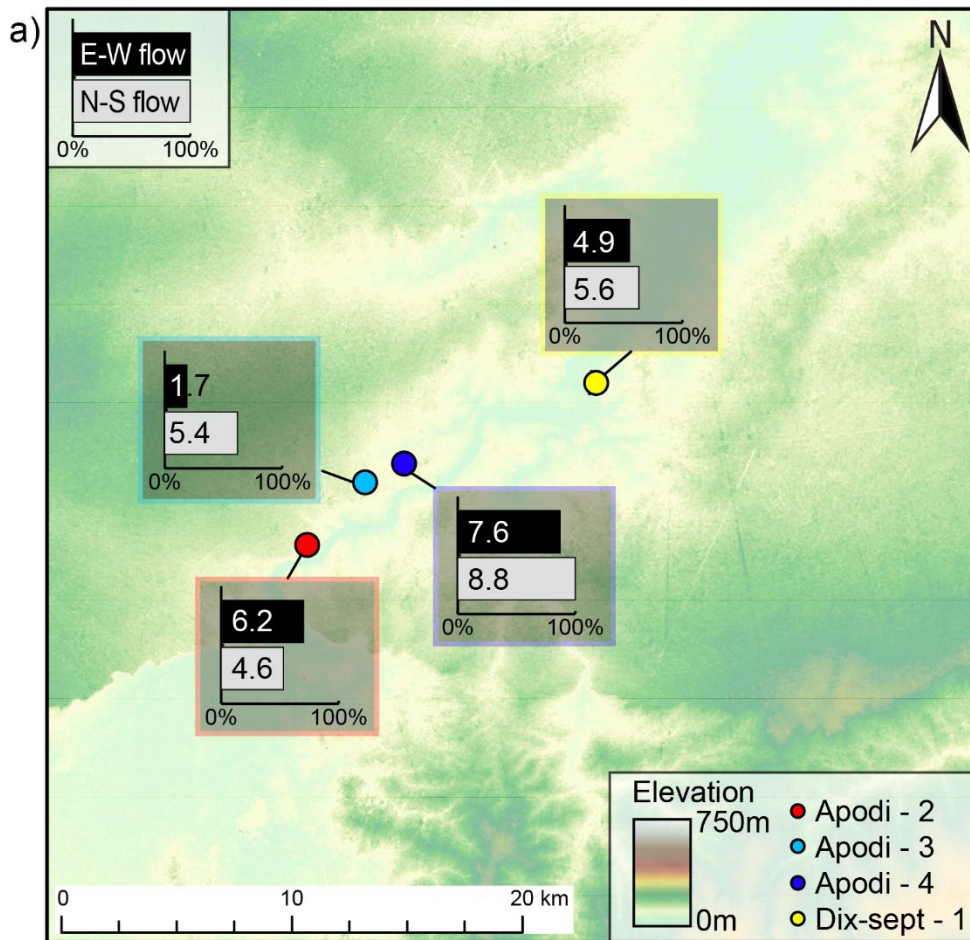 a)
E-W flow
N-S flow
0% 100%
N
4.9
5.6
0% 100%
1.7
5.4
0% 100%
7.6
8.8
0% 100%
6.2
4.6
0% 100%
Elevation
750m
0m
Apodi - 2
Apodi - 3
Apodi - 4
Dix-sept - 1
0 10 20 km